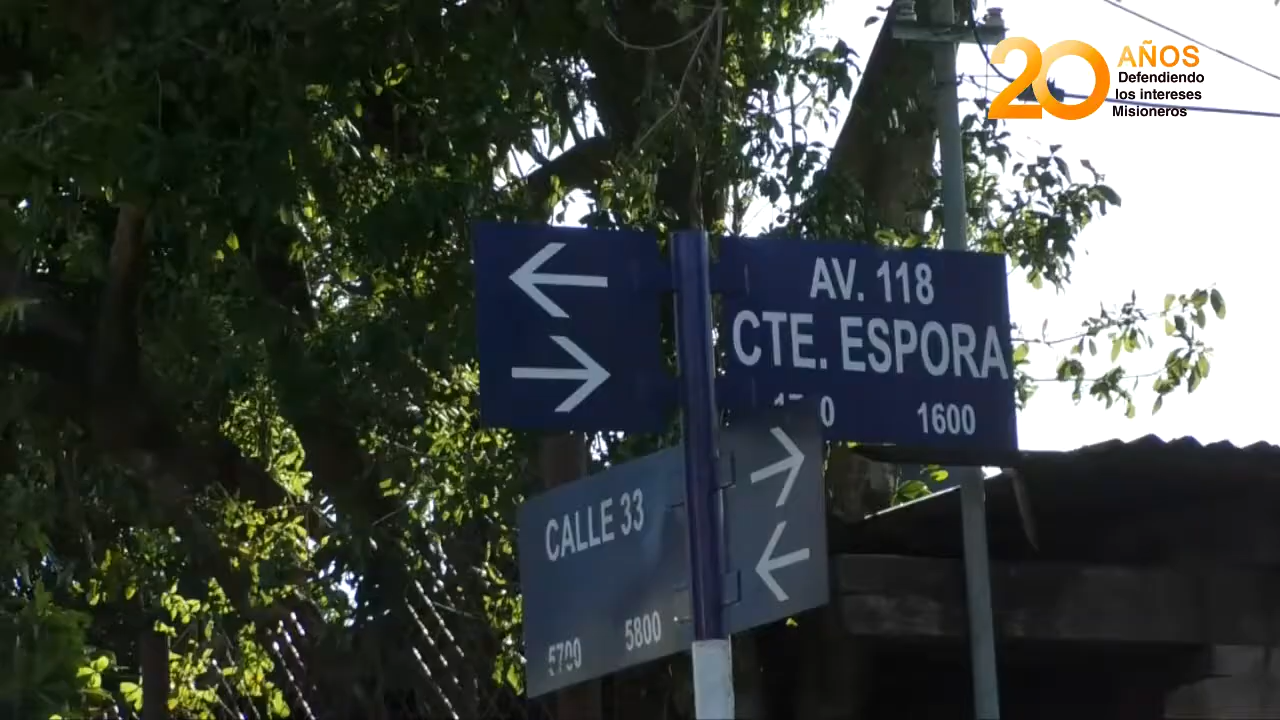 20 AÑOS
Defendiendo
los intereses
Misioneros
AV. 118
CTE. ESPORA
1600
CALLE 33
5700 5800